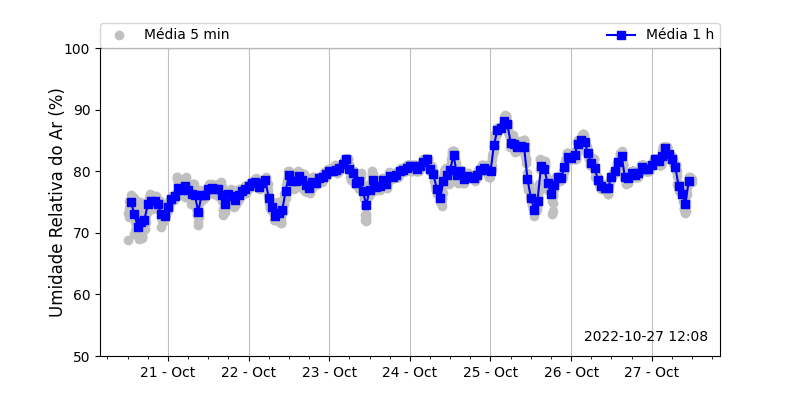 Média 5 min
Média 1 h
Umidade Relativa do Ar (%)
100
90
80
70
60
50
2022-10-27 12:08
21 - Oct
22 - Oct
23 - Oct
24 - Oct
25 - Oct
26 - Oct
27 - Oct